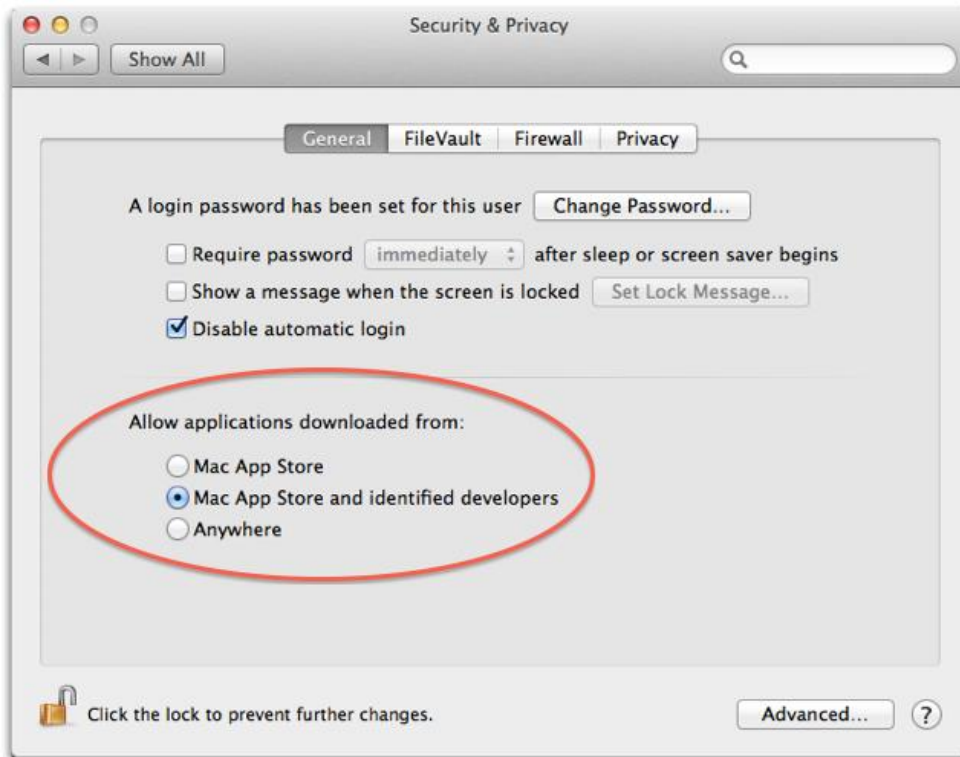 Security & Privacy
Show All
General FileVault Firewall Privacy
A login password has been set for this user Change Password...
Require password immediately after sleep or screen saver begins
Show a message when the screen is locked Set Lock Message...
Disable automatic login
Allow applications downloaded from:
Mac App Store
Mac App Store and identified developers
Anywhere
Click the lock to prevent further changes. Advanced... ?